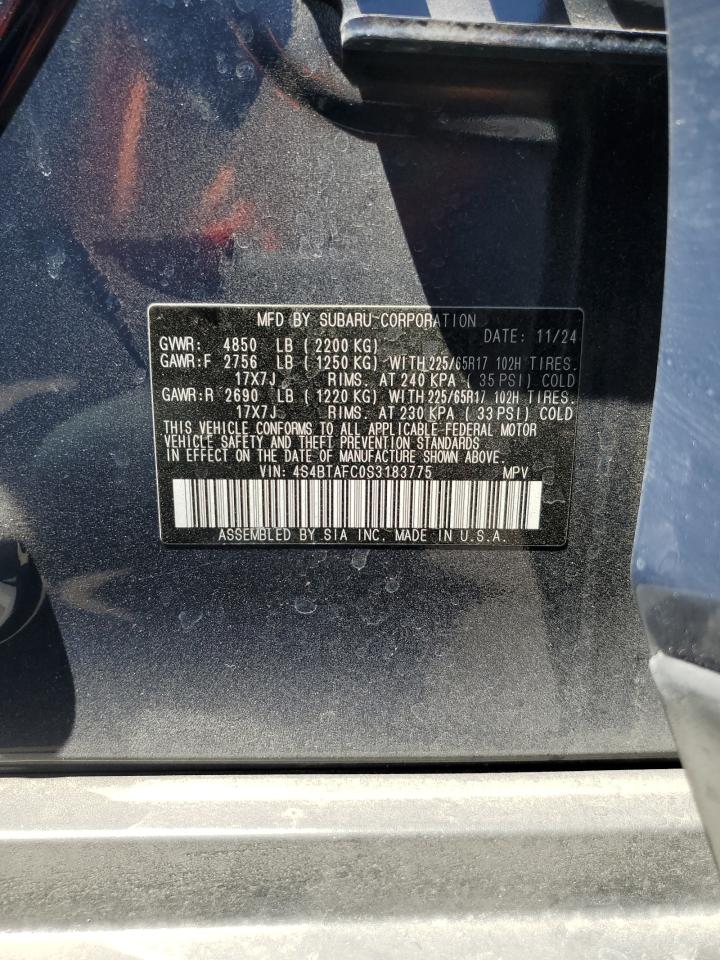 MFD BY SUBARU CORPORATION
DATE: 11/24
GVWR: 4850 LB ( 2200 KG)
GAWR:F 2756 LB ( 1250 KG) WITH 225/65R17 102H TIRES.
17X7J RIMS. AT 240 KPA ( 35 PSI) COLD
GAWR:R 2690 LB ( 1220 KG) WITH 225/65R17 102H TIRES.
17X7J RIMS. AT 230 KPA ( 33 PSI) COLD
THIS VEHICLE CONFORMS TO ALL APPLICABLE FEDERAL MOTOR
VEHICLE SAFETY AND THEFT PREVENTION STANDARDS
IN EFFECT ON DATE OF MANUFACTURE SHOWN ABOVE.
VIN: 4S4BTAFC0S3183775 MPV
ASSEMBLED BY SIA INC. MADE IN U.S.A.